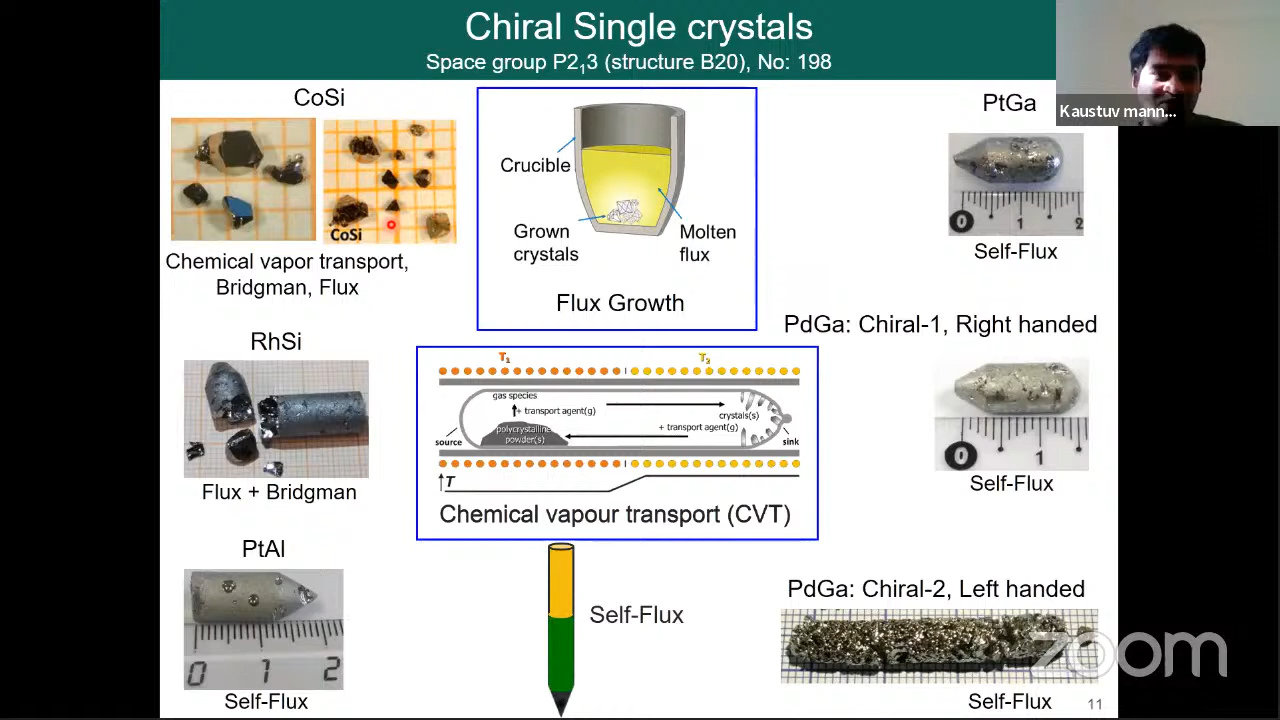 Chiral Single crystals
Space group P2₁3 (structure B20), No: 198
Kaustuv mann...
CoSi
CoSi
Chemical vapor transport,
Bridgman, Flux
Crucible
Grown
crystals
Molten
flux
Flux Growth
PtGa
0 1 2
Self-Flux
RhSi
Flux + Bridgman
T₁
T₂
gas species
+ transport agent(g)
crystals(s)
polycrystalline
powder(s)
+ transport agent(g)
source
sink
T
Chemical vapour transport (CVT)
PdGa: Chiral-1, Right handed
0 1
Self-Flux
PtAl
0 1 2
Self-Flux
Self-Flux
PdGa: Chiral-2, Left handed
zoom
Self-Flux
11